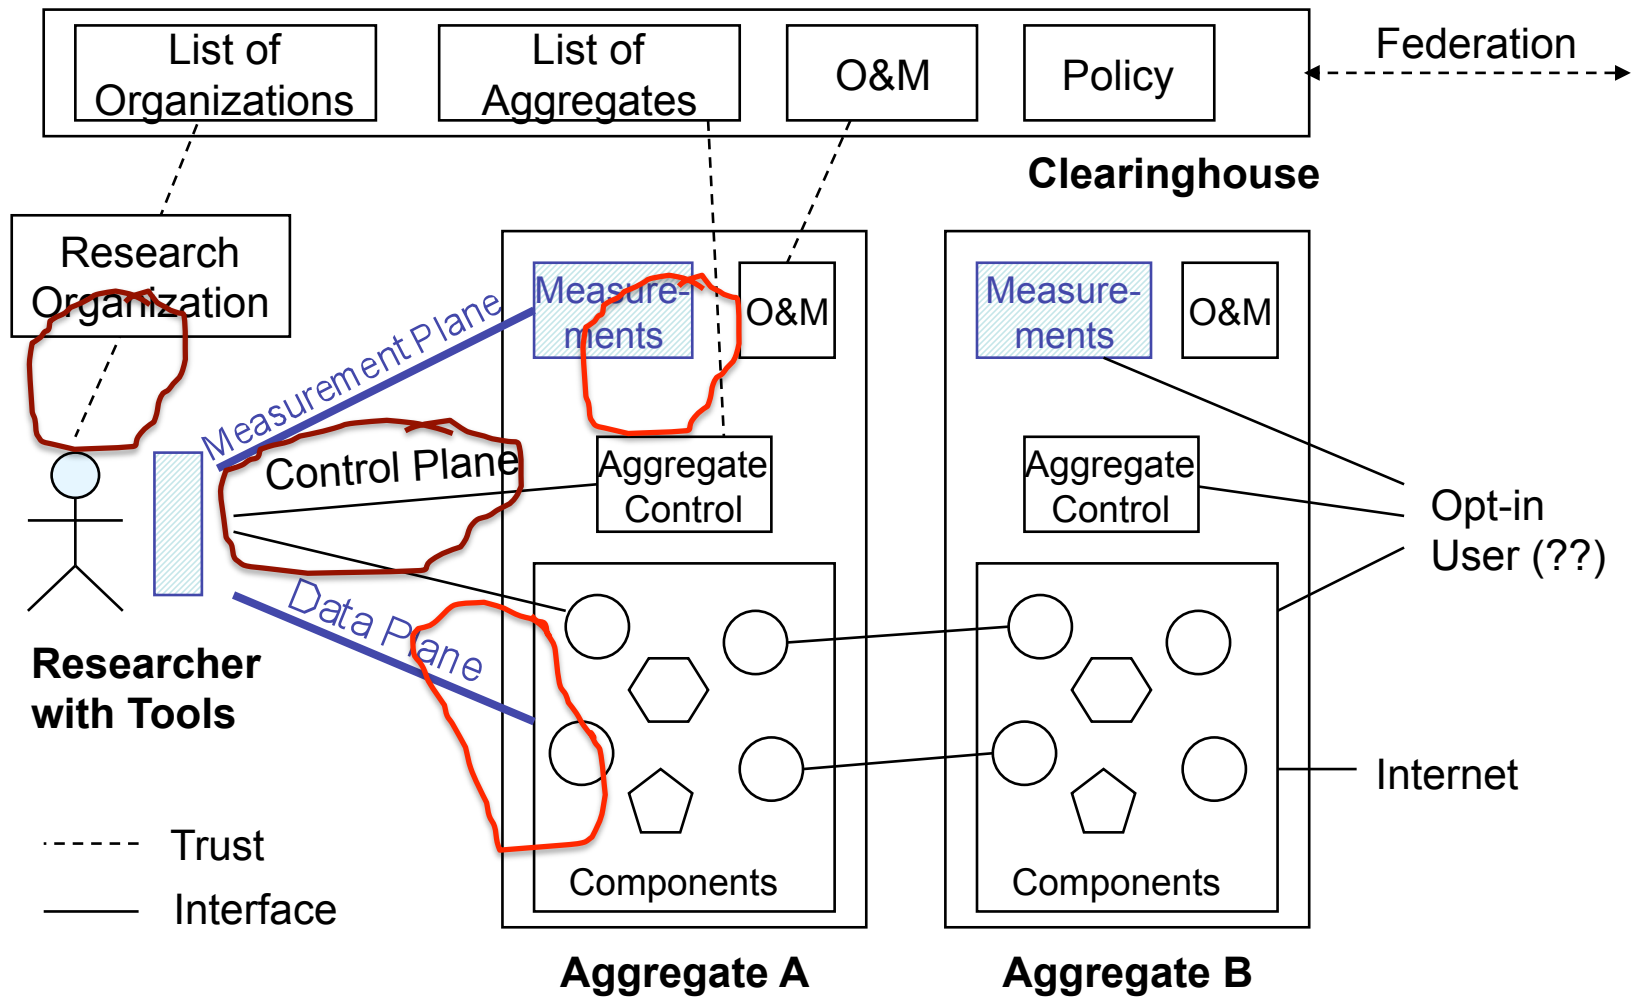 List of
Organizations
List of
Aggregates
O&M
Policy
Federation
Clearinghouse
Research
Organization
Measurement Plane
Measure-
ments
O&M
Measure-
ments
O&M
Control Plane
Aggregate
Control
Aggregate
Control
Opt-in
User (??)
Data Plane
Researcher
with Tools
Internet
Trust
Interface
Components
Components
Aggregate A
Aggregate B